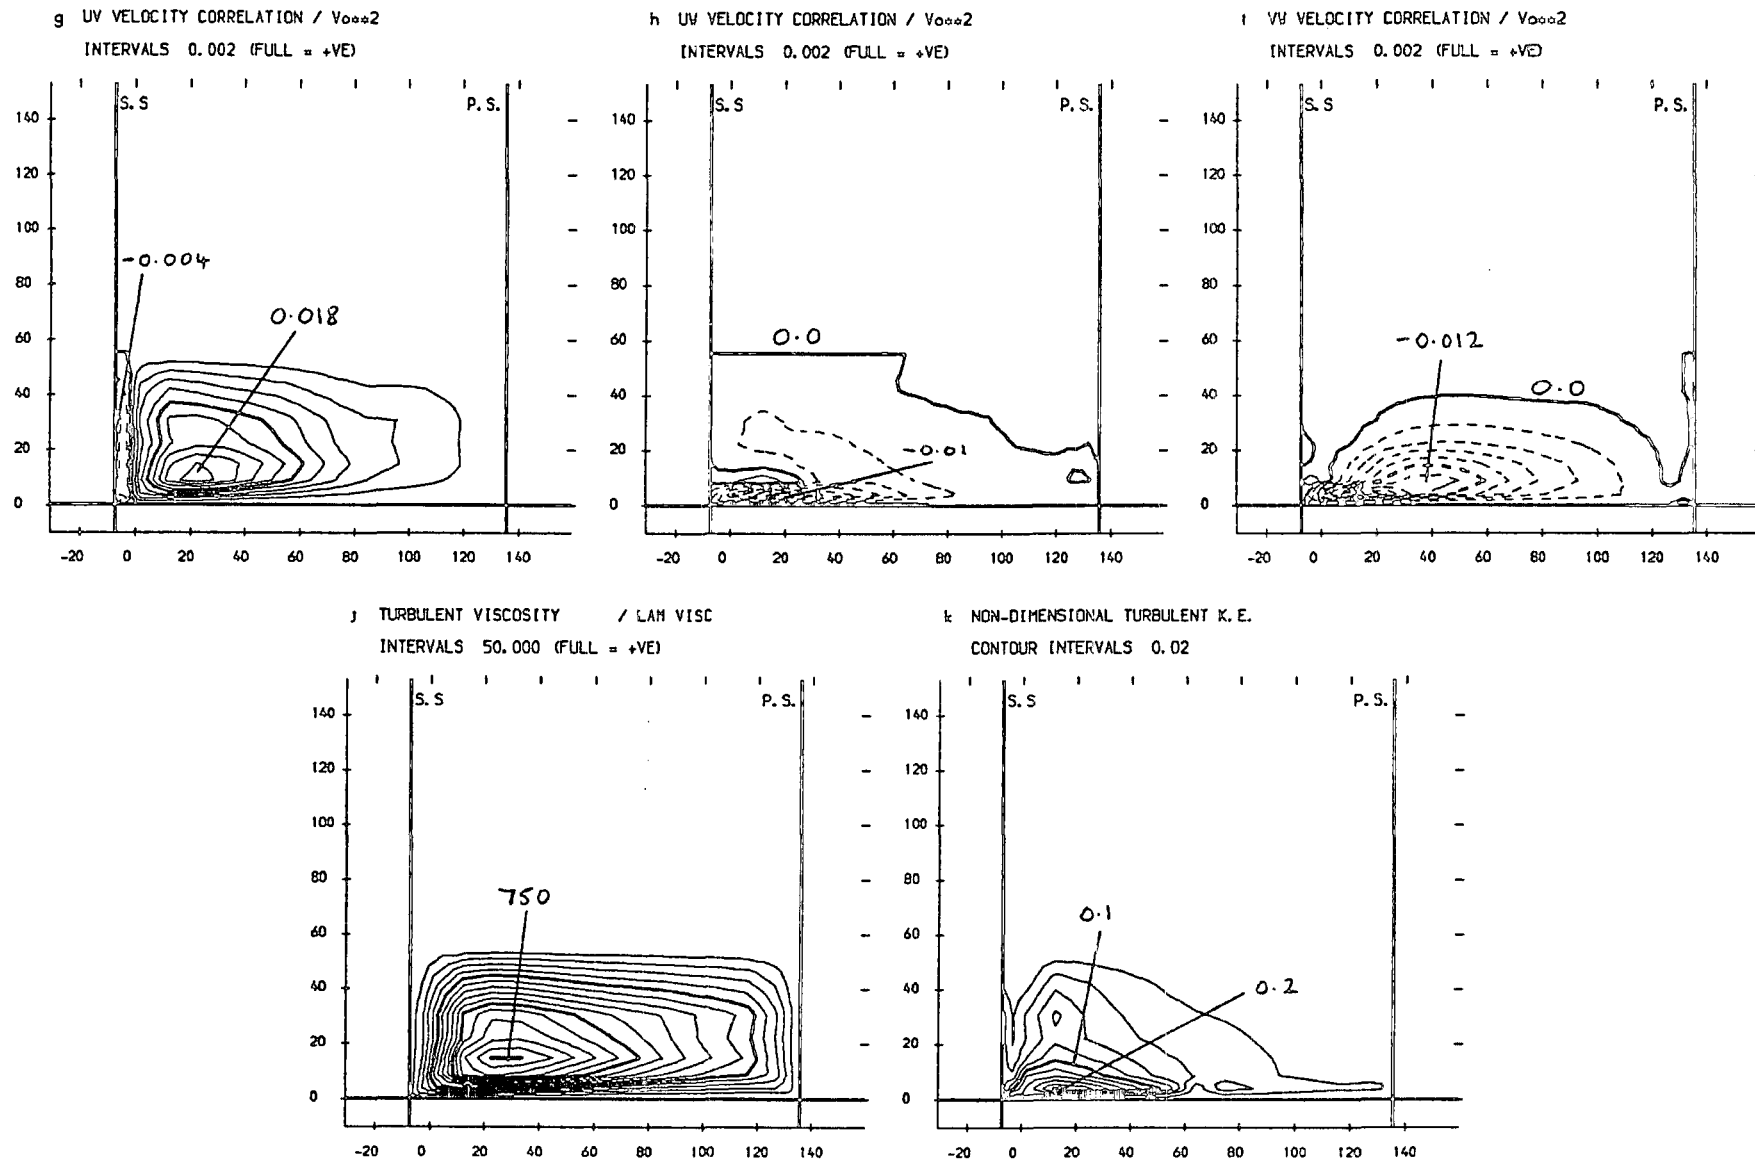 g UV VELOCITY CORRELATION / Vo**2
INTERVALS 0.002 (FULL = +VE)
S.S
P.S.
140
120
100
80
60
40
20
0
-20 0 20 40 60 80 100 120 140
-0.004
0.018
h UW VELOCITY CORRELATION / Vo**2
INTERVALS 0.002 (FULL = +VE)
S.S
P.S.
140
120
100
80
60
40
20
0
-20 0 20 40 60 80 100 120 140
0.0
-0.01
i VW VELOCITY CORRELATION / Vo**2
INTERVALS 0.002 (FULL = +VE)
S.S
P.S.
140
120
100
80
60
40
20
0
-20 0 20 40 60 80 100 120 140
-0.012
0.0
j TURBULENT VISCOSITY / LAM VISC
INTERVALS 50.000 (FULL = +VE)
S.S
P.S.
140
120
100
80
60
40
20
0
-20 0 20 40 60 80 100 120 140
750
k NON-DIMENSIONAL TURBULENT K.E.
CONTOUR INTERVALS 0.02
S.S
P.S.
140
120
100
80
60
40
20
0
-20 0 20 40 60 80 100 120 140
0.1
0.2